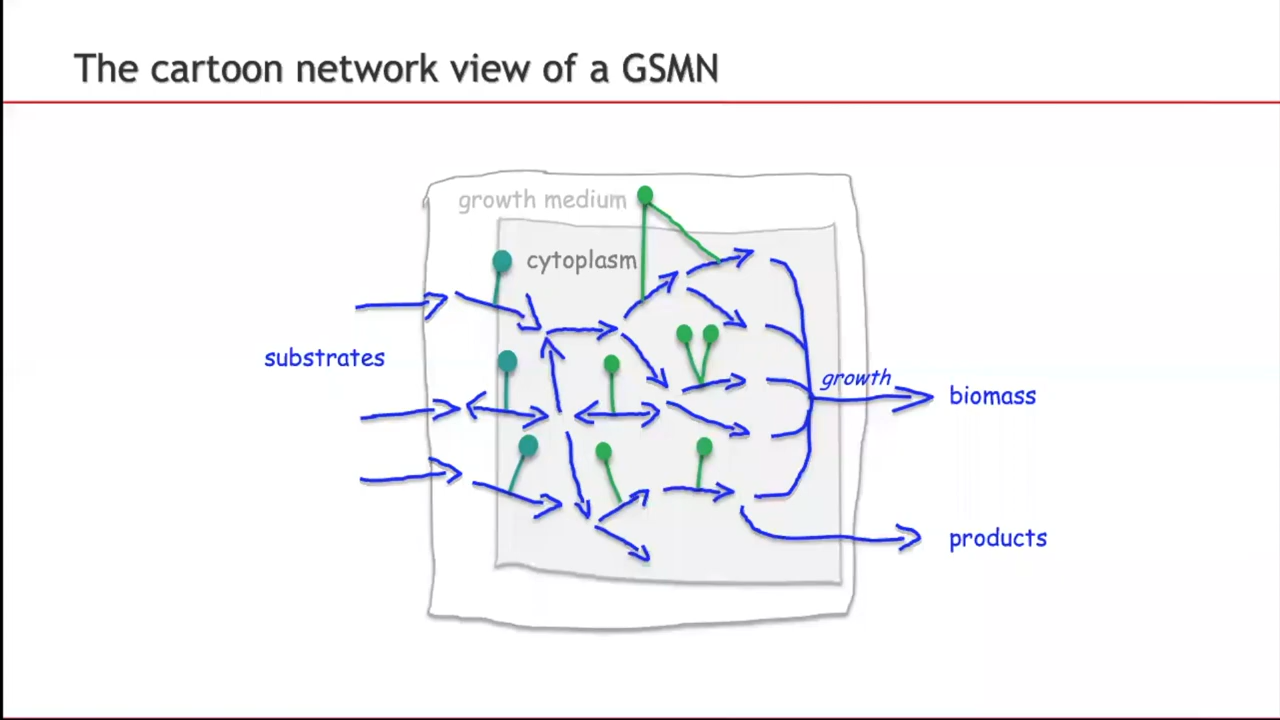 The cartoon network view of a GSMN
growth medium
cytoplasm
substrates
growth
biomass
products